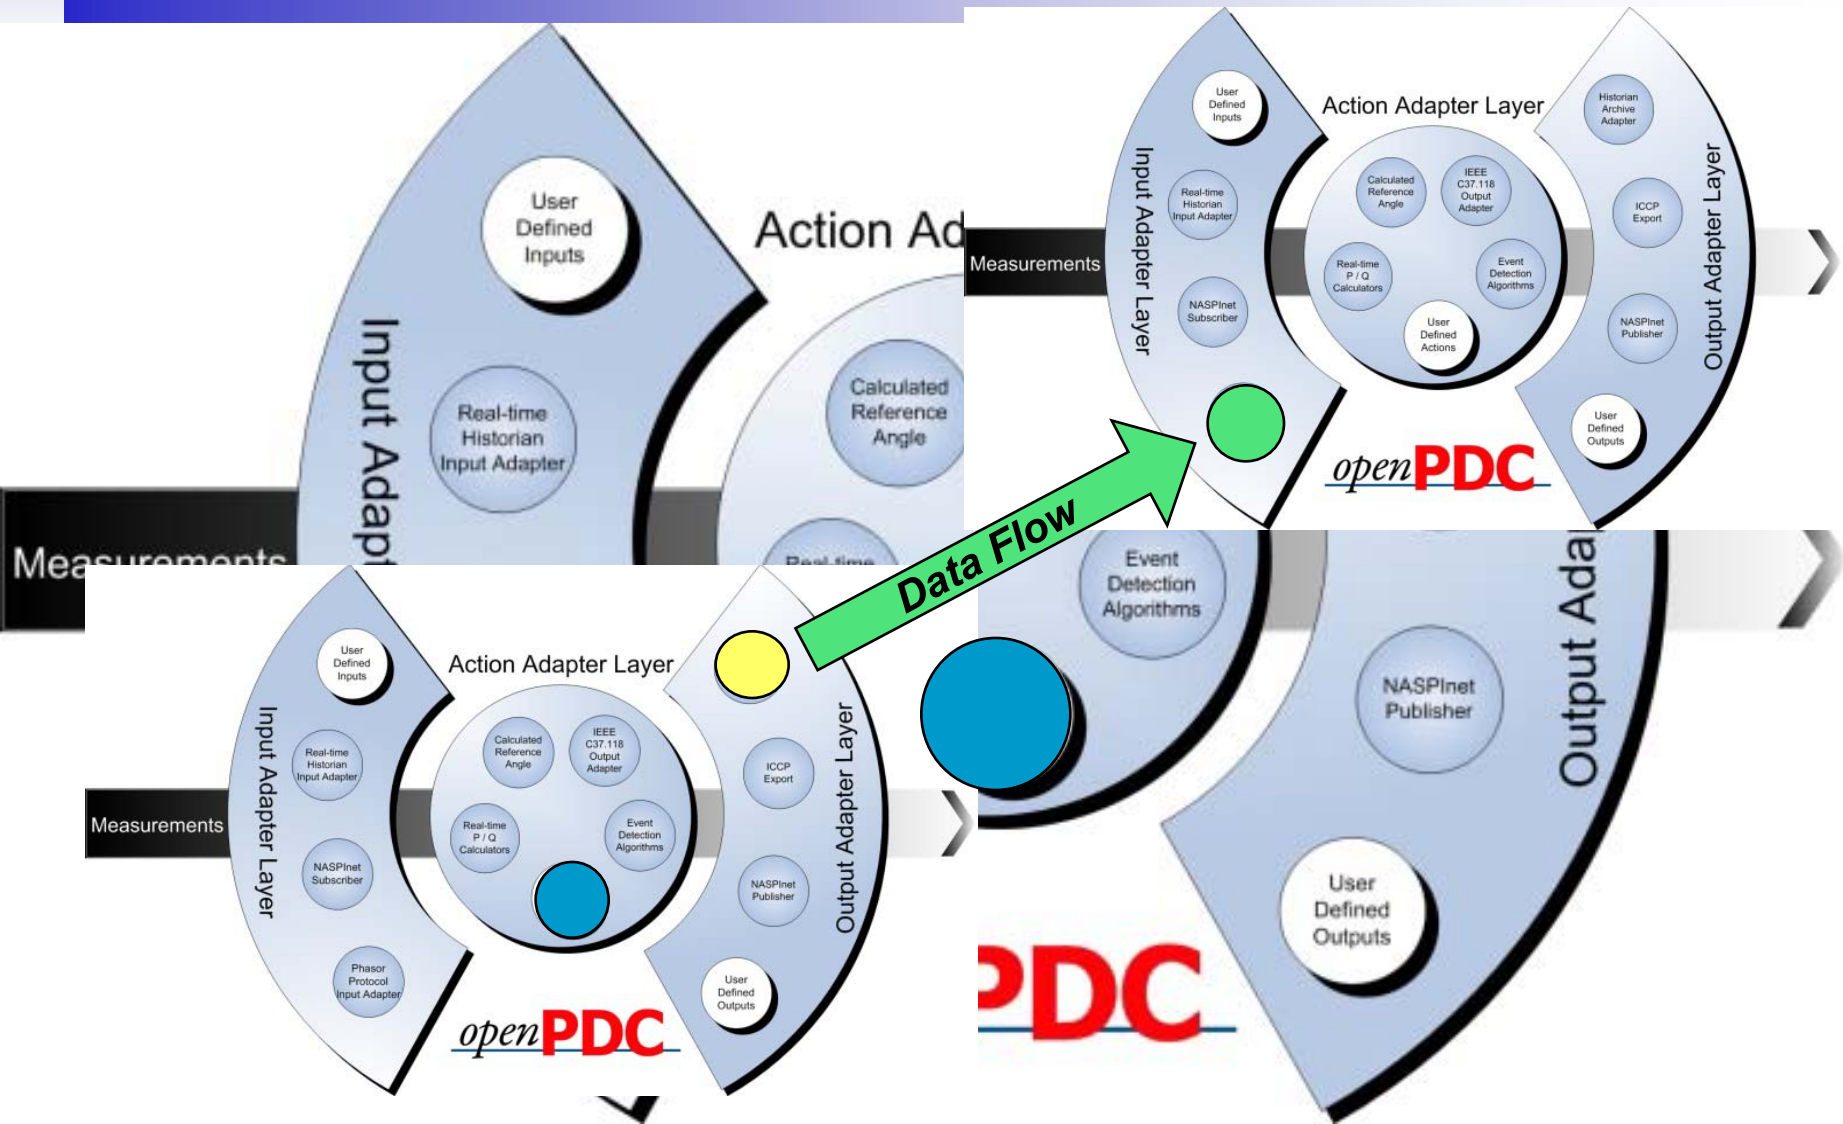 User
Defined
Inputs
Action Ad
Input Adapt
Real-time
Historian
Input Adapter
Calculated
Reference
Angle
Real-time
Measurements
User
Defined
Inputs
Action Adapter Layer
Historian
Archive
Adapter
Input Adapter Layer
Real-time
Historian
Input Adapter
Calculated
Reference
Angle
IEEE
C37.118
Output
Adapter
ICCP
Export
Output Adapter Layer
Measurements
NASPInet
Subscriber
Real-time
P / Q
Calculators
Event
Detection
Algorithms
User
Defined
Actions
NASPInet
Publisher
User
Defined
Outputs
openPDC
Data Flow
Event
Detection
Algorithms
Output Ada
NASPInet
Publisher
User
Defined
Outputs
PDC
User
Defined
Inputs
Action Adapter Layer
Input Adapter Layer
Real-time
Historian
Input Adapter
Calculated
Reference
Angle
IEEE
C37.118
Output
Adapter
ICCP
Export
Output Adapter Layer
Measurements
Real-time
P / Q
Calculators
Event
Detection
Algorithms
NASPInet
Subscriber
NASPInet
Publisher
Phasor
Protocol
Input Adapter
User
Defined
Outputs
openPDC